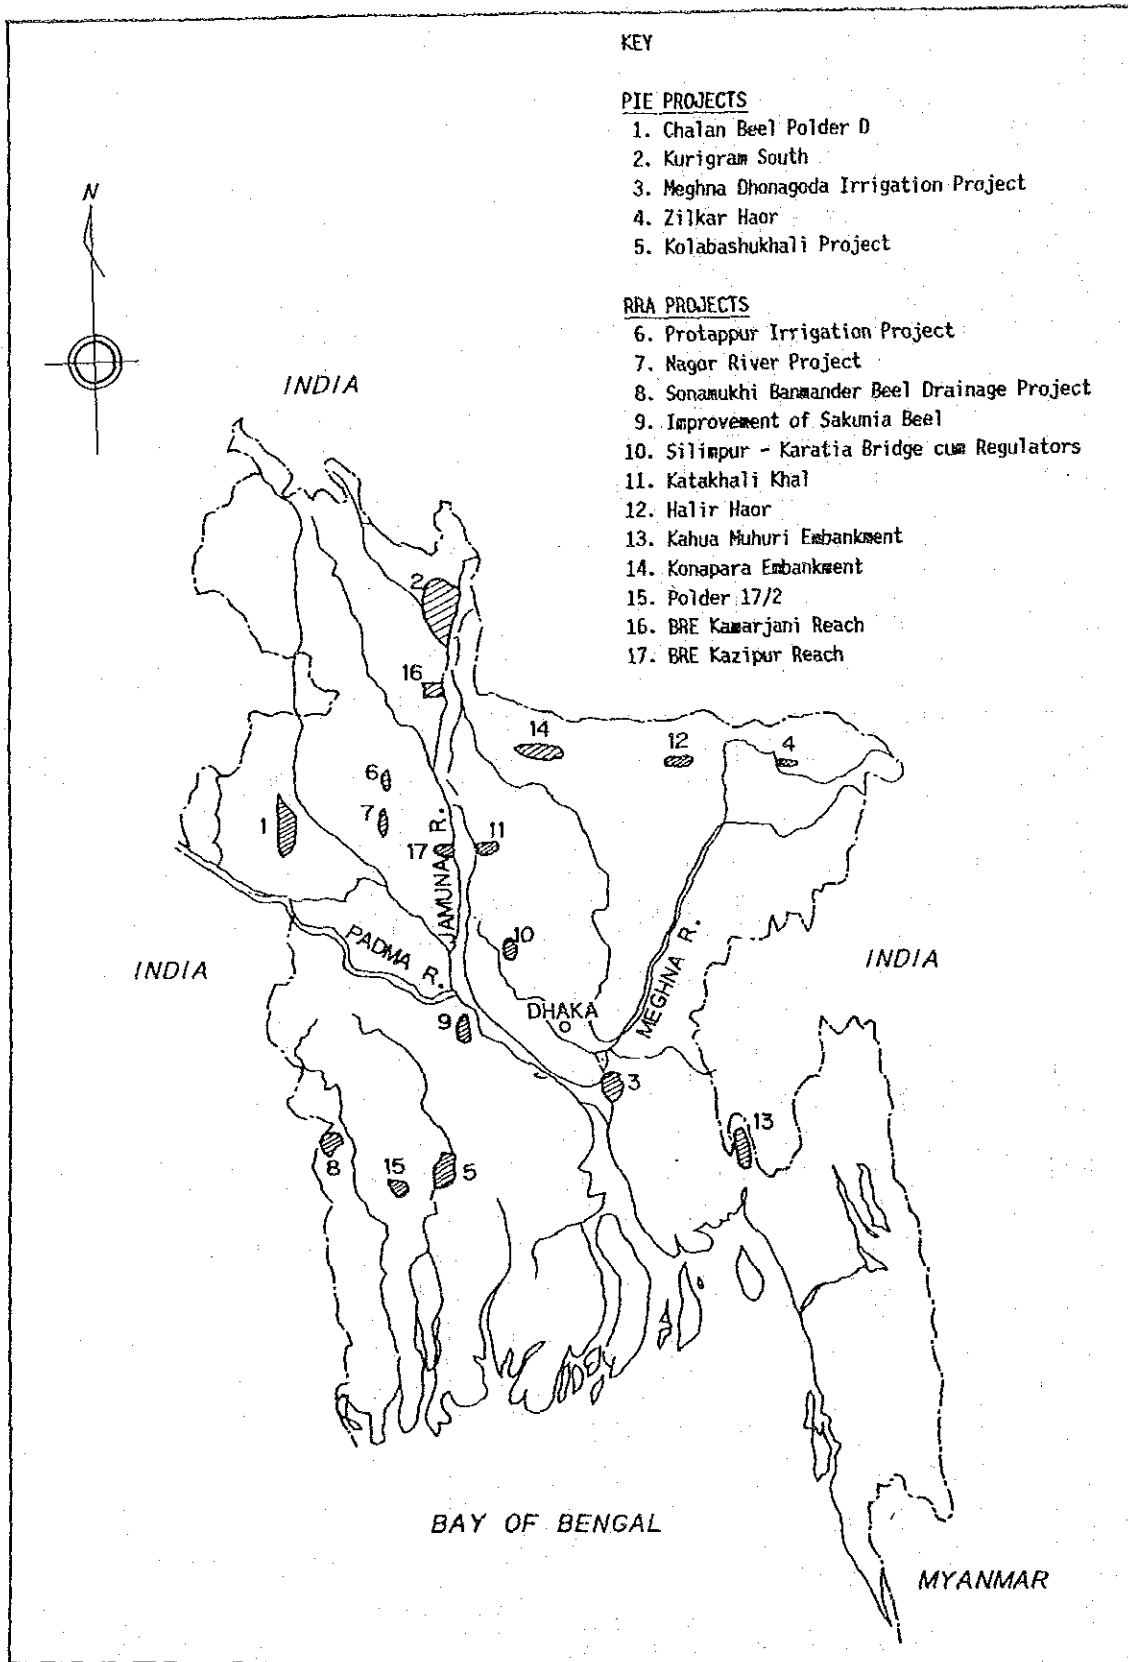 KEY
PIE PROJECTS
1. Chalan Beel Polder D
2. Kurigram South
3. Meghna Dhonagoda Irrigation Project
4. Zilkar Haor
5. Kolabashukhali Project
RRA PROJECTS
6. Protappur Irrigation Project
7. Nagor River Project
8. Sonamukhi Banmander Beel Drainage Project
9. Improvement of Sakunia Beel
10. Silimpur - Karatia Bridge cum Regulators
11. Katakhali Khal
12. Halir Haor
13. Kahua Muhuri Embankment
14. Konapara Embankment
15. Polder 17/2
16. BRE Kamarjani Reach
17. BRE Kazipur Reach
N
INDIA
2
16
14
12
4
6
7
1
17
11
JAMUNA R.
10
PADMA R.
MEGHNA R.
INDIA
INDIA
DHAKA
9
3
13
8
15
5
BAY OF BENGAL
MYANMAR